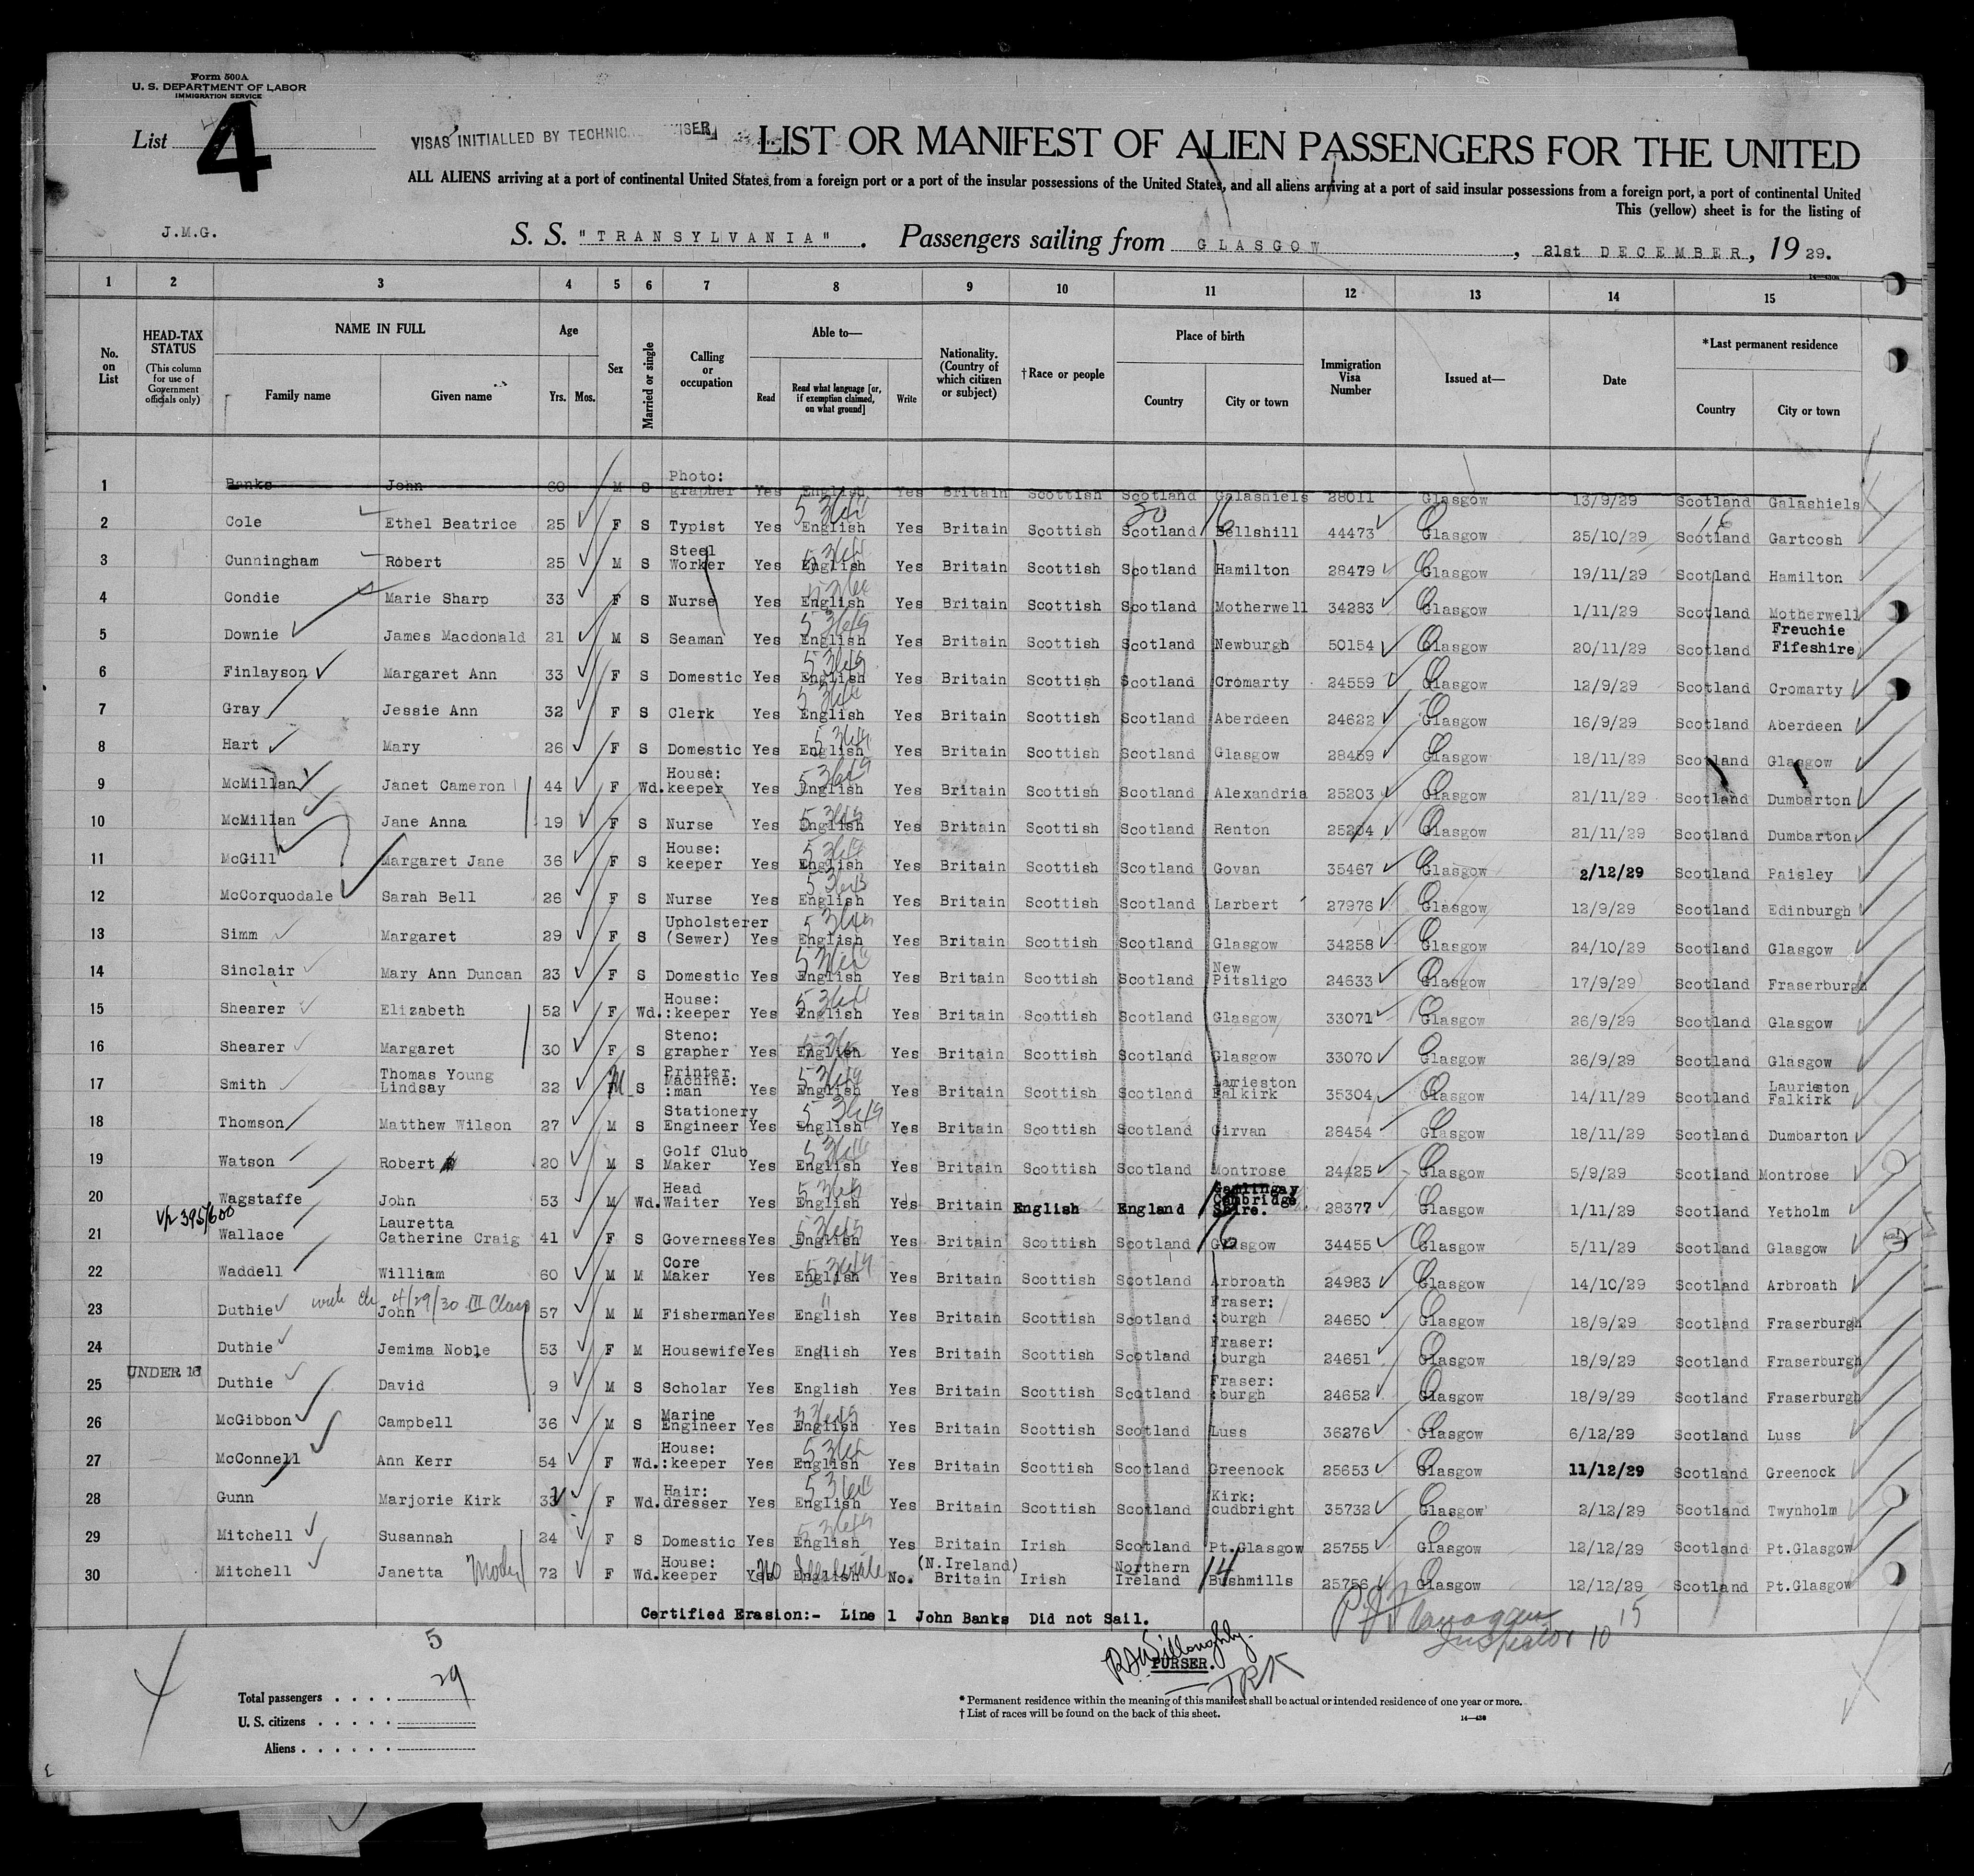 Form 500A
U. S. DEPARTMENT OF LABOR
IMMIGRATION SERVICE
List 4
VISAS INITIALLED BY TECHNIC
LIST OR MANIFEST OF ALIEN PASSENGERS FOR THE UNITED
ALL ALIENS arriving at a port of continental United States from a foreign port or a port of the insular possessions of the United States, and all aliens arriving at a port of said insular possessions from a foreign port, a port of continental United
This (yellow) sheet is for the listing of
J.M.G.
S. S. "TRANSYLVANIA". Passengers sailing from GLASGOW, 21st DECEMBER, 1929.
1 2 3 4 5 6 7 8 9 10 11 12 13 14 15
No. on List
HEAD-TAX STATUS (This column for use of Government officials only)
NAME IN FULL
Family name Given name
Age
Yrs. Mos.
Sex
Married or single
Calling or occupation
Able to—
Read Read what language [or, if exemption claimed, on what ground] Write
Nationality. (Country of which citizen or subject)
†Race or people
Place of birth
Country City or town
Immigration Visa Number
Issued at—
Date
*Last permanent residence
Country City or town
1 Banks John 60 M S Photo: grapher Yes English Yes Britain Scottish Scotland Galashiels 28011 Glasgow 13/9/29 Scotland Galashiels
2 Cole Ethel Beatrice 25 F S Typist Yes English Yes Britain Scottish Scotland Bellshill 44473 Glasgow 25/10/29 Scotland Gartcosh
3 Cunningham Robert 25 M S Steel Worker Yes English Yes Britain Scottish Scotland Hamilton 28479 Glasgow 19/11/29 Scotland Hamilton
4 Condie Marie Sharp 33 F S Nurse Yes English Yes Britain Scottish Scotland Motherwell 34283 Glasgow 1/11/29 Scotland Motherwell
5 Downie James Macdonald 21 M S Seaman Yes English Yes Britain Scottish Scotland Newburgh 50154 Glasgow 20/11/29 Scotland Freuchie Fifeshire
6 Finlayson Margaret Ann 33 F S Domestic Yes English Yes Britain Scottish Scotland Cromarty 24559 Glasgow 12/9/29 Scotland Cromarty
7 Gray Jessie Ann 32 F S Clerk Yes English Yes Britain Scottish Scotland Aberdeen 24622 Glasgow 16/9/29 Scotland Aberdeen
8 Hart Mary 26 F S Domestic Yes English Yes Britain Scottish Scotland Glasgow 28459 Glasgow 18/11/29 Scotland Glasgow
9 McMillan Janet Cameron 44 F Wd. House: keeper Yes English Yes Britain Scottish Scotland Alexandria 25203 Glasgow 21/11/29 Scotland Dumbarton
10 McMillan Jane Anna 19 F S Nurse Yes English Yes Britain Scottish Scotland Renton 25204 Glasgow 21/11/29 Scotland Dumbarton
11 McGill Margaret Jane 36 F S House: keeper Yes English Yes Britain Scottish Scotland Govan 35467 Glasgow 2/12/29 Scotland Paisley
12 McCorquodale Sarah Bell 26 F S Nurse Yes English Yes Britain Scottish Scotland Larbert 27976 Glasgow 12/9/29 Scotland Edinburgh
13 Simm Margaret 29 F S Upholsterer (Sewer) Yes English Yes Britain Scottish Scotland Glasgow 34258 Glasgow 24/10/29 Scotland Glasgow
14 Sinclair Mary Ann Duncan 23 F S Domestic Yes English Yes Britain Scottish Scotland New Pitsligo 24633 Glasgow 17/9/29 Scotland Fraserburgh
15 Shearer Elizabeth 52 F Wd. House: :keeper Yes English Yes Britain Scottish Scotland Glasgow 33071 Glasgow 26/9/29 Scotland Glasgow
16 Shearer Margaret 30 F S Steno: grapher Yes English Yes Britain Scottish Scotland Glasgow 33070 Glasgow 26/9/29 Scotland Glasgow
17 Smith Thomas Young Lindsay 22 M S Printer Machine: :man Yes English Yes Britain Scottish Scotland Larieston Falkirk 35304 Glasgow 14/11/29 Scotland Laurieston Falkirk
18 Thomson Matthew Wilson 27 M S Stationery Engineer Yes English Yes Britain Scottish Scotland Girvan 28454 Glasgow 18/11/29 Scotland Dumbarton
19 Watson Robert 20 M S Golf Club Maker Yes English Yes Britain Scottish Scotland Montrose 24425 Glasgow 5/9/29 Scotland Montrose
20 Wagstaffe John 53 M Wd. Head Waiter Yes English Yes Britain English England Gamlingay Cambridge Shire. 28377 Glasgow 1/11/29 Scotland Yetholm
21 Wallace Lauretta Catherine Craig 41 F S Governess Yes English Yes Britain Scottish Scotland Glasgow 34455 Glasgow 5/11/29 Scotland Glasgow
22 Waddell William 60 M M Core Maker Yes English Yes Britain Scottish Scotland Arbroath 24983 Glasgow 14/10/29 Scotland Arbroath
23 Duthie 4/29/30 III Class John 57 M M Fisherman Yes English Yes Britain Scottish Scotland Fraser: :burgh 24650 Glasgow 18/9/29 Scotland Fraserburgh
24 Duthie Jemima Noble 53 F M Housewife Yes English Yes Britain Scottish Scotland Fraser: :burgh 24651 Glasgow 18/9/29 Scotland Fraserburgh
25 UNDER 16 Duthie David 9 M S Scholar Yes English Yes Britain Scottish Scotland Fraser: :burgh 24652 Glasgow 18/9/29 Scotland Fraserburgh
26 McGibbon Campbell 36 M S Marine Engineer Yes English Yes Britain Scottish Scotland Luss 36276 Glasgow 6/12/29 Scotland Luss
27 McConnell Ann Kerr 54 F Wd. House: :keeper Yes English Yes Britain Scottish Scotland Greenock 25653 Glasgow 11/12/29 Scotland Greenock
28 Gunn Marjorie Kirk 33 F Wd. Hair: dresser Yes English Yes Britain Scottish Scotland Kirk: oudbright 35732 Glasgow 2/12/29 Scotland Twynholm
29 Mitchell Susannah 24 F S Domestic Yes English Yes Britain Irish Scotland Pt.Glasgow 25755 Glasgow 12/12/29 Scotland Pt.Glasgow
30 Mitchell Janetta 72 F Wd. House: keeper Yes No English No. (N.Ireland) Britain Irish Northern Ireland 14 Bushmills 25756 Glasgow 12/12/29 Scotland Pt.Glasgow
Certified Erasion:- Line 1 John Banks Did not Sail.
Inspector 10 15
5
29
PURSER.
Total passengers
U. S. citizens
Aliens
* Permanent residence within the meaning of this manifest shall be actual or intended residence of one year or more.
† List of races will be found on the back of this sheet.
14—430